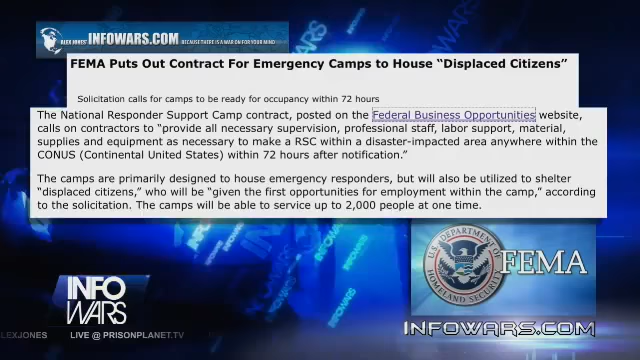 ALEX JONES' INFOWARS.COM BECAUSE THERE IS A WAR ON FOR YOUR MIND
FEMA Puts Out Contract For Emergency Camps to House “Displaced Citizens”
Solicitation calls for camps to be ready for occupancy within 72 hours
The National Responder Support Camp contract, posted on the Federal Business Opportunities website,
calls on contractors to “provide all necessary supervision, professional staff, labor support, material,
supplies and equipment as necessary to make a RSC within a disaster-impacted area anywhere within the
CONUS (Continental United States) within 72 hours after notification.”
The camps are primarily designed to house emergency responders, but will also be utilized to shelter
“displaced citizens,” who will be “given the first opportunities for employment within the camp,” according
to the solicitation. The camps will be able to service up to 2,000 people at one time.
U.S. DEPARTMENT OF
HOMELAND SECURITY
FEMA
INFO
WARS
INFOWARS.COM
ALEXJONES LIVE @ PRISONPLANET.TV